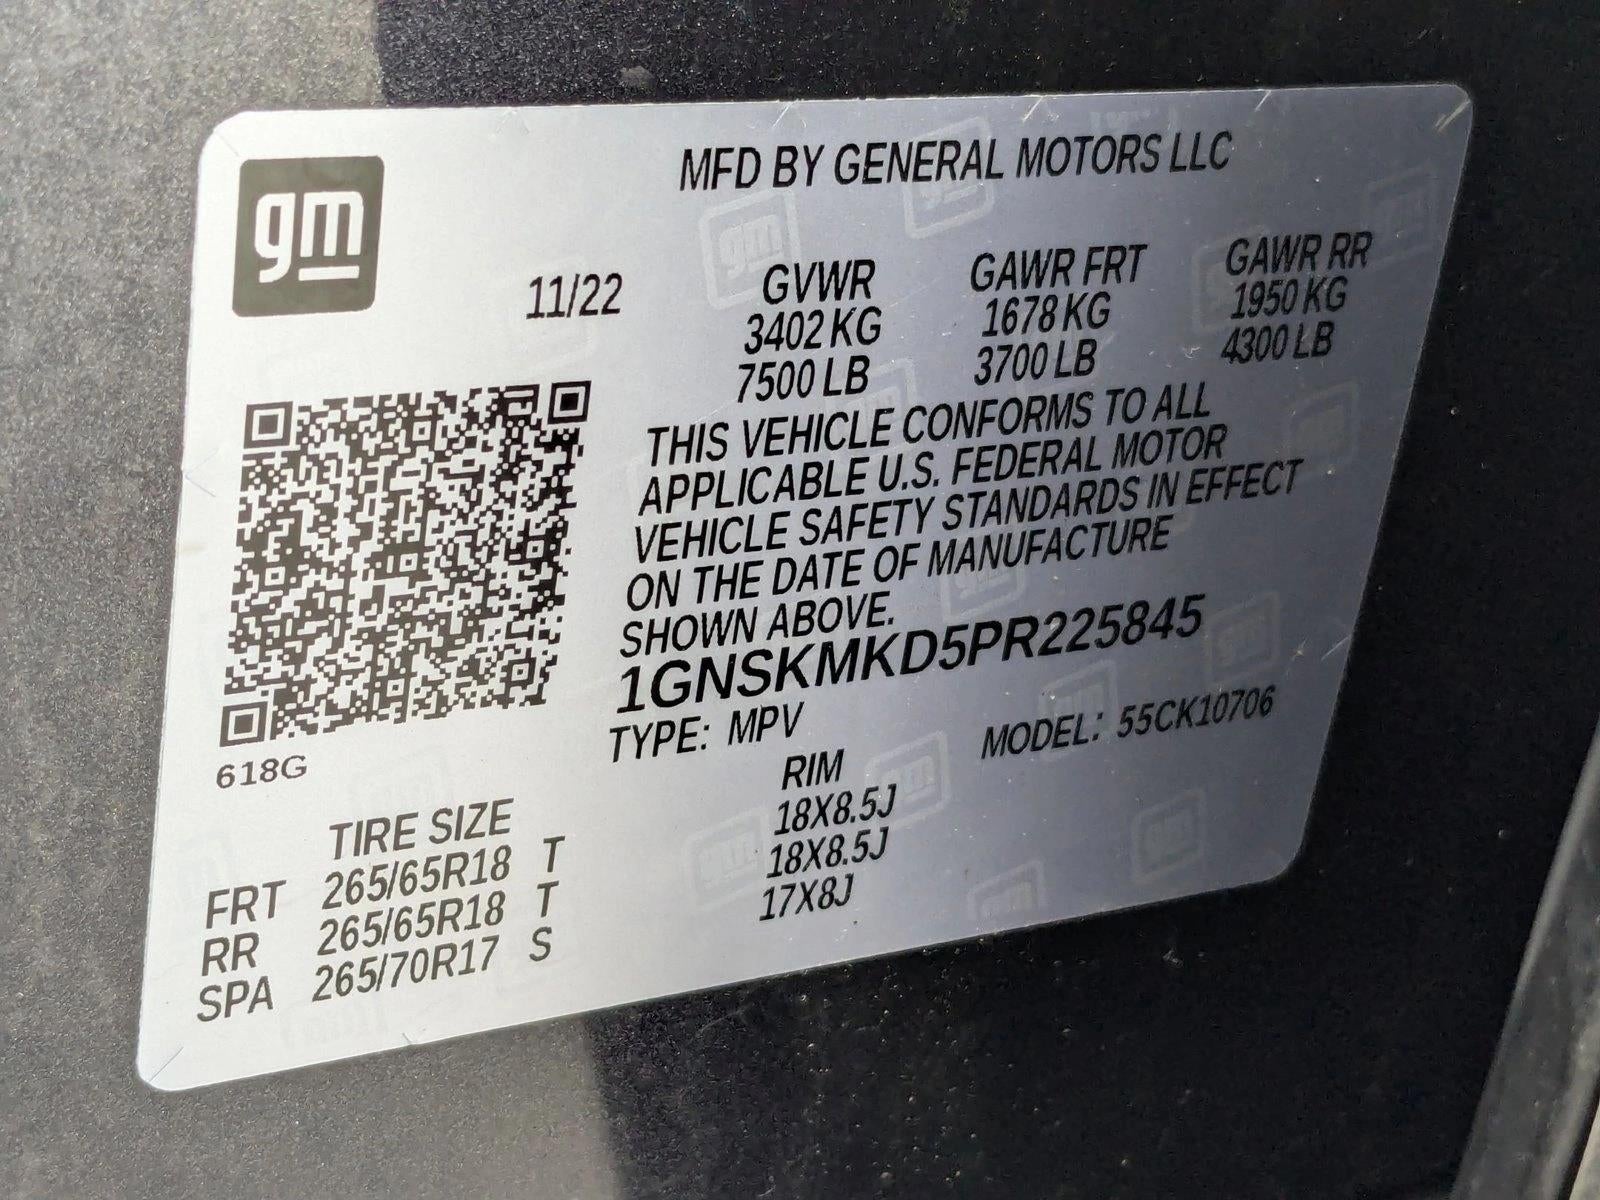 gm
MFD BY GENERAL MOTORS LLC
11/22 GVWR GAWR FRT GAWR RR
3402 KG 1678 KG 1950 KG
7500 LB 3700 LB 4300 LB
THIS VEHICLE CONFORMS TO ALL
APPLICABLE U.S. FEDERAL MOTOR
VEHICLE SAFETY STANDARDS IN EFFECT
ON THE DATE OF MANUFACTURE
SHOWN ABOVE.
1GNSKMKD5PR225845
TYPE: MPV MODEL: 55CK10706
618G
TIRE SIZE RIM
FRT 265/65R18 T 18X8.5J
RR 265/65R18 T 18X8.5J
SPA 265/70R17 S 17X8J